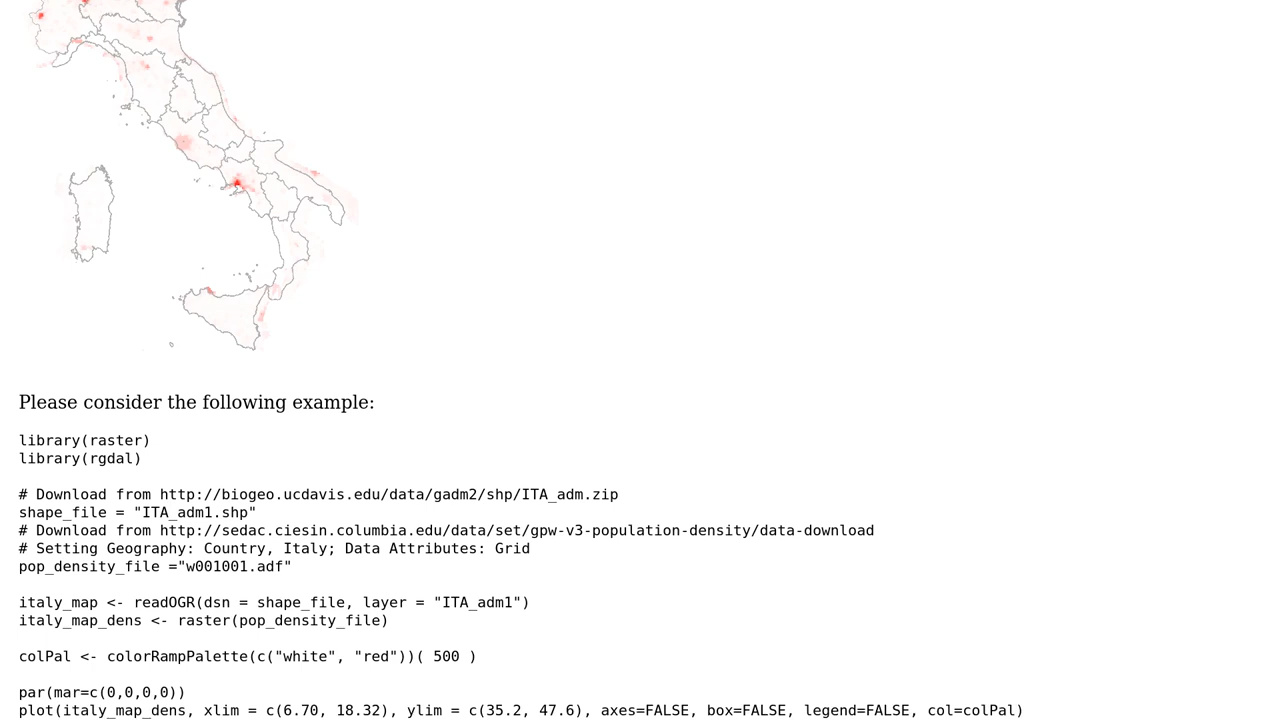 Please consider the following example:
library(raster)
library(rgdal)
# Download from http://biogeo.ucdavis.edu/data/gadm2/shp/ITA_adm.zip
shape_file = "ITA_adm1.shp"
# Download from http://sedac.ciesin.columbia.edu/data/set/gpw-v3-population-density/data-download
# Setting Geography: Country, Italy; Data Attributes: Grid
pop_density_file ="w001001.adf"
italy_map <- readOGR(dsn = shape_file, layer = "ITA_adm1")
italy_map_dens <- raster(pop_density_file)
colPal <- colorRampPalette(c("white", "red"))( 500 )
par(mar=c(0,0,0,0))
plot(italy_map_dens, xlim = c(6.70, 18.32), ylim = c(35.2, 47.6), axes=FALSE, box=FALSE, legend=FALSE, col=colPal)